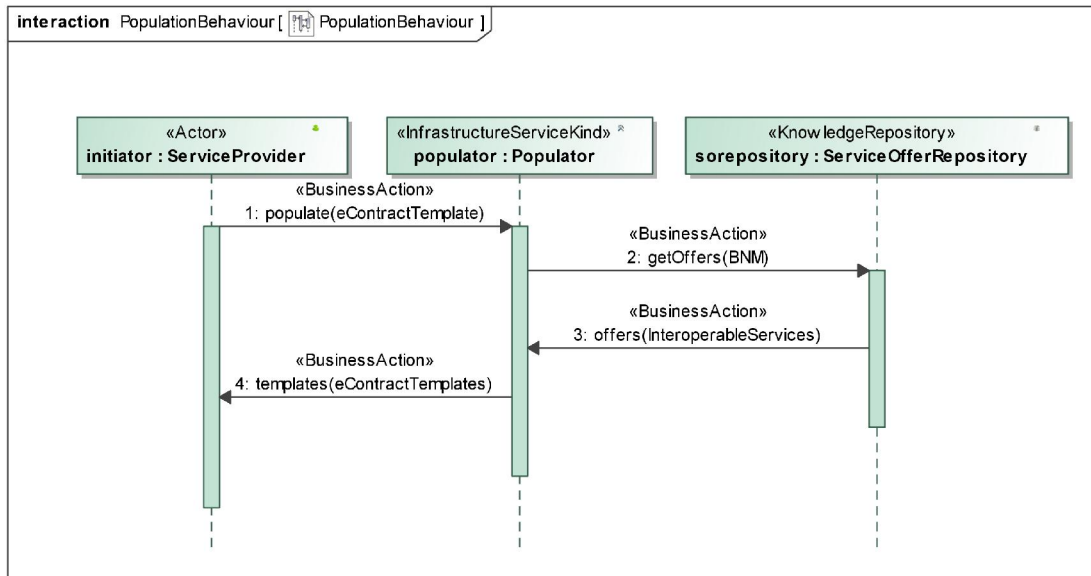 interaction PopulationBehaviour [ PopulationBehaviour ]
«Actor»
initiator : ServiceProvider
«InfrastructureServiceKind»
populator : Populator
«KnowledgeRepository»
sorepository : ServiceOfferRepository
«BusinessAction»
1: populate(eContractTemplate)
«BusinessAction»
2: getOffers(BNM)
«BusinessAction»
3: offers(InteroperableServices)
«BusinessAction»
4: templates(eContractTemplates)